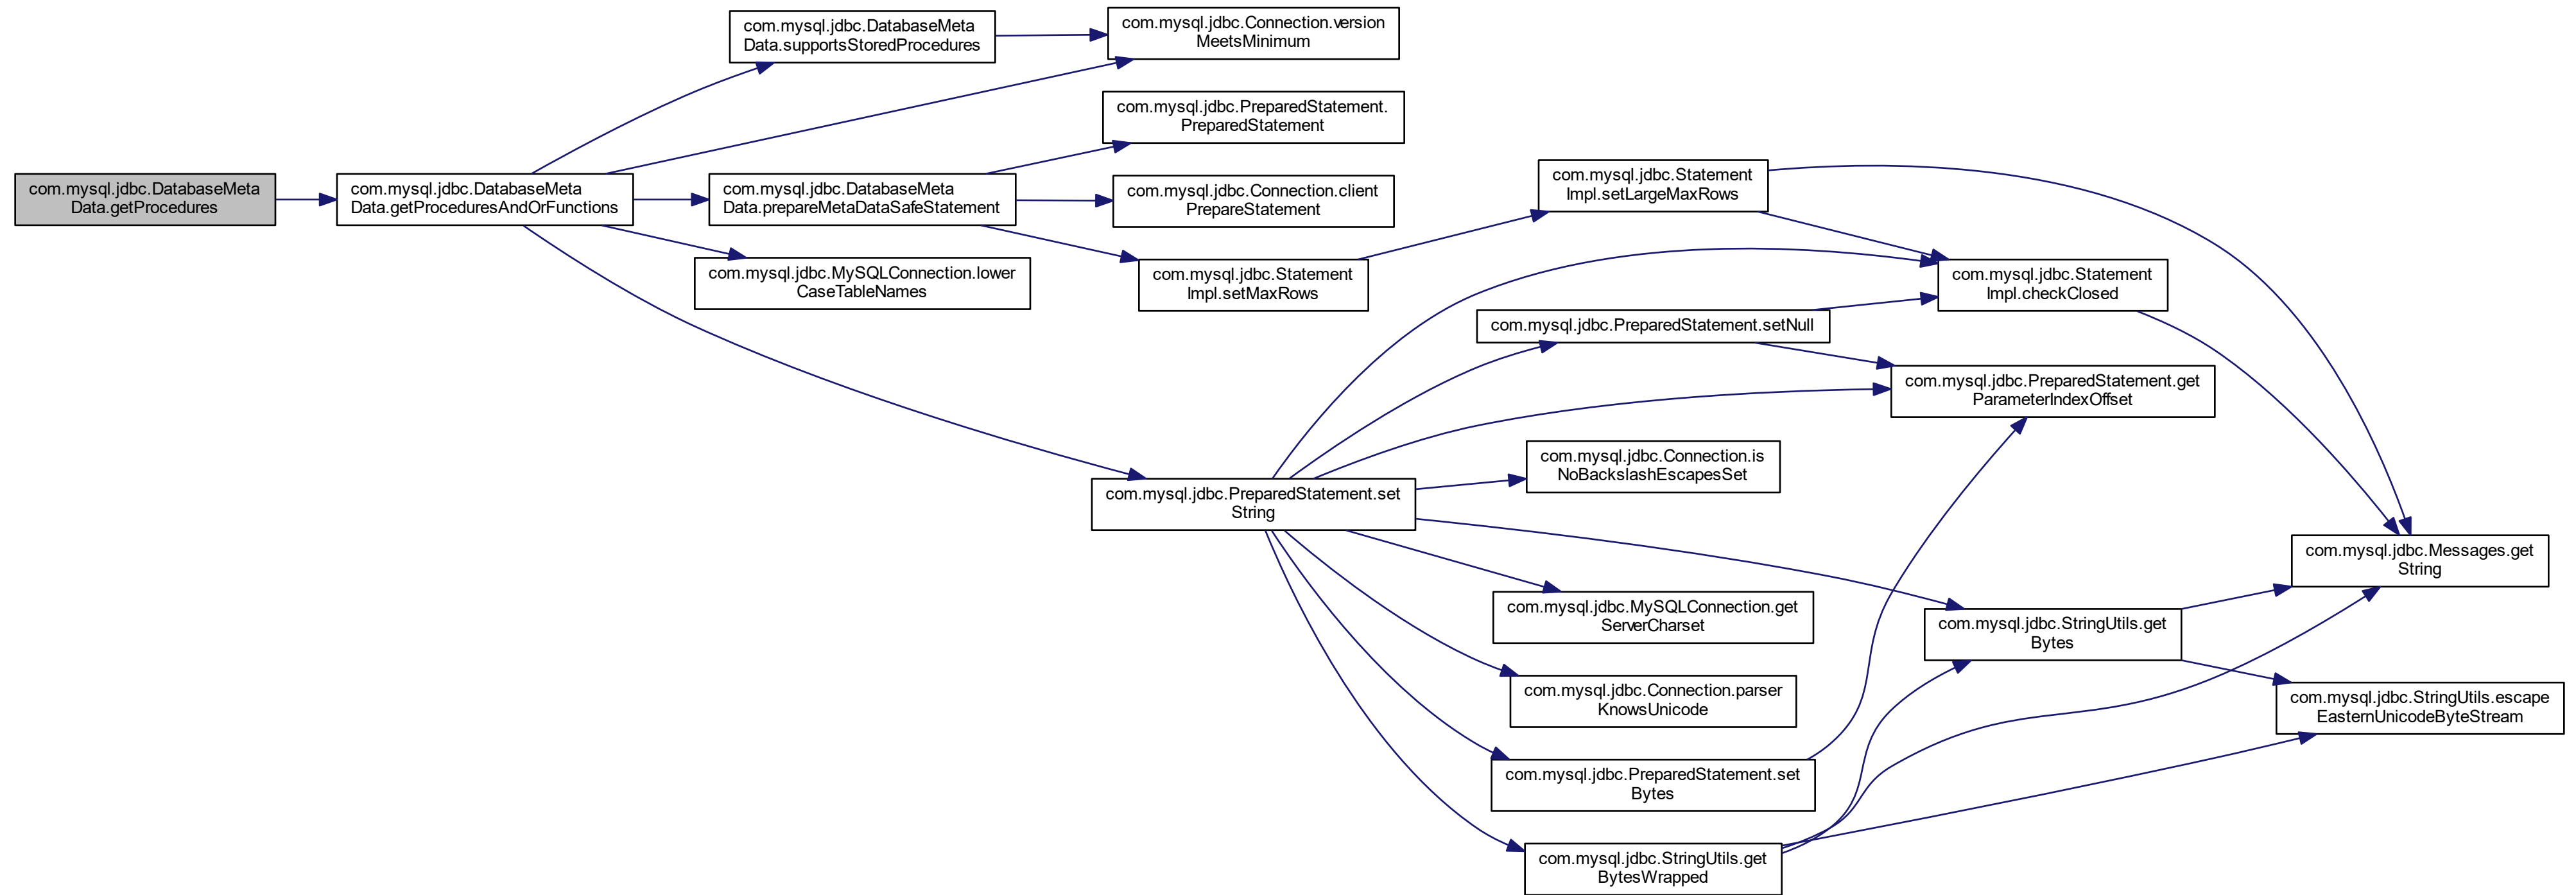 com.mysql.jdbc.DatabaseMeta
Data.getProcedures
com.mysql.jdbc.DatabaseMeta
Data.getProceduresAndOrFunctions
com.mysql.jdbc.DatabaseMeta
Data.supportsStoredProcedures
com.mysql.jdbc.Connection.version
MeetsMinimum
com.mysql.jdbc.DatabaseMeta
Data.prepareMetaDataSafeStatement
com.mysql.jdbc.PreparedStatement.
PreparedStatement
com.mysql.jdbc.Connection.client
PrepareStatement
com.mysql.jdbc.MySQLConnection.lower
CaseTableNames
com.mysql.jdbc.Statement
Impl.setMaxRows
com.mysql.jdbc.Statement
Impl.setLargeMaxRows
com.mysql.jdbc.Statement
Impl.checkClosed
com.mysql.jdbc.PreparedStatement.setNull
com.mysql.jdbc.PreparedStatement.get
ParameterIndexOffset
com.mysql.jdbc.Connection.is
NoBackslashEscapesSet
com.mysql.jdbc.PreparedStatement.set
String
com.mysql.jdbc.Messages.get
String
com.mysql.jdbc.MySQLConnection.get
ServerCharset
com.mysql.jdbc.StringUtils.get
Bytes
com.mysql.jdbc.Connection.parser
KnowsUnicode
com.mysql.jdbc.StringUtils.escape
EasternUnicodeByteStream
com.mysql.jdbc.PreparedStatement.set
Bytes
com.mysql.jdbc.StringUtils.get
BytesWrapped